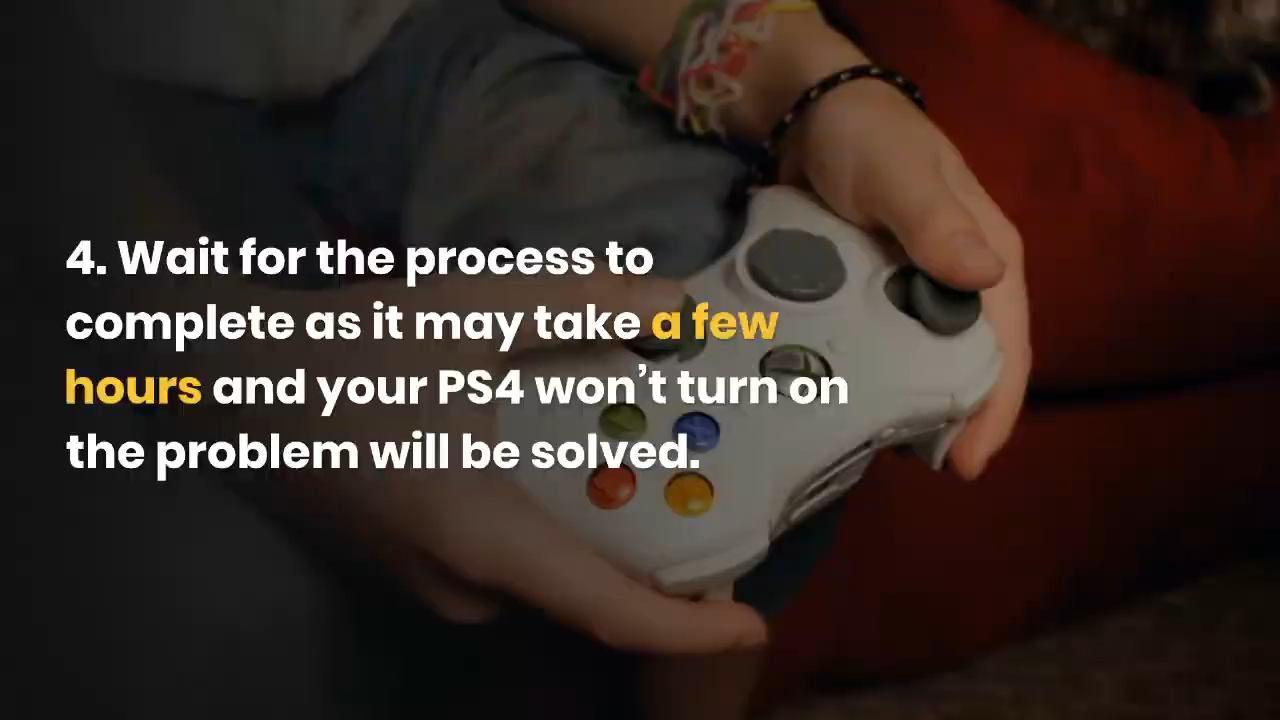 4. Wait for the process to
complete as it may take a few
hours and your PS4 won’t turn on
the problem will be solved.